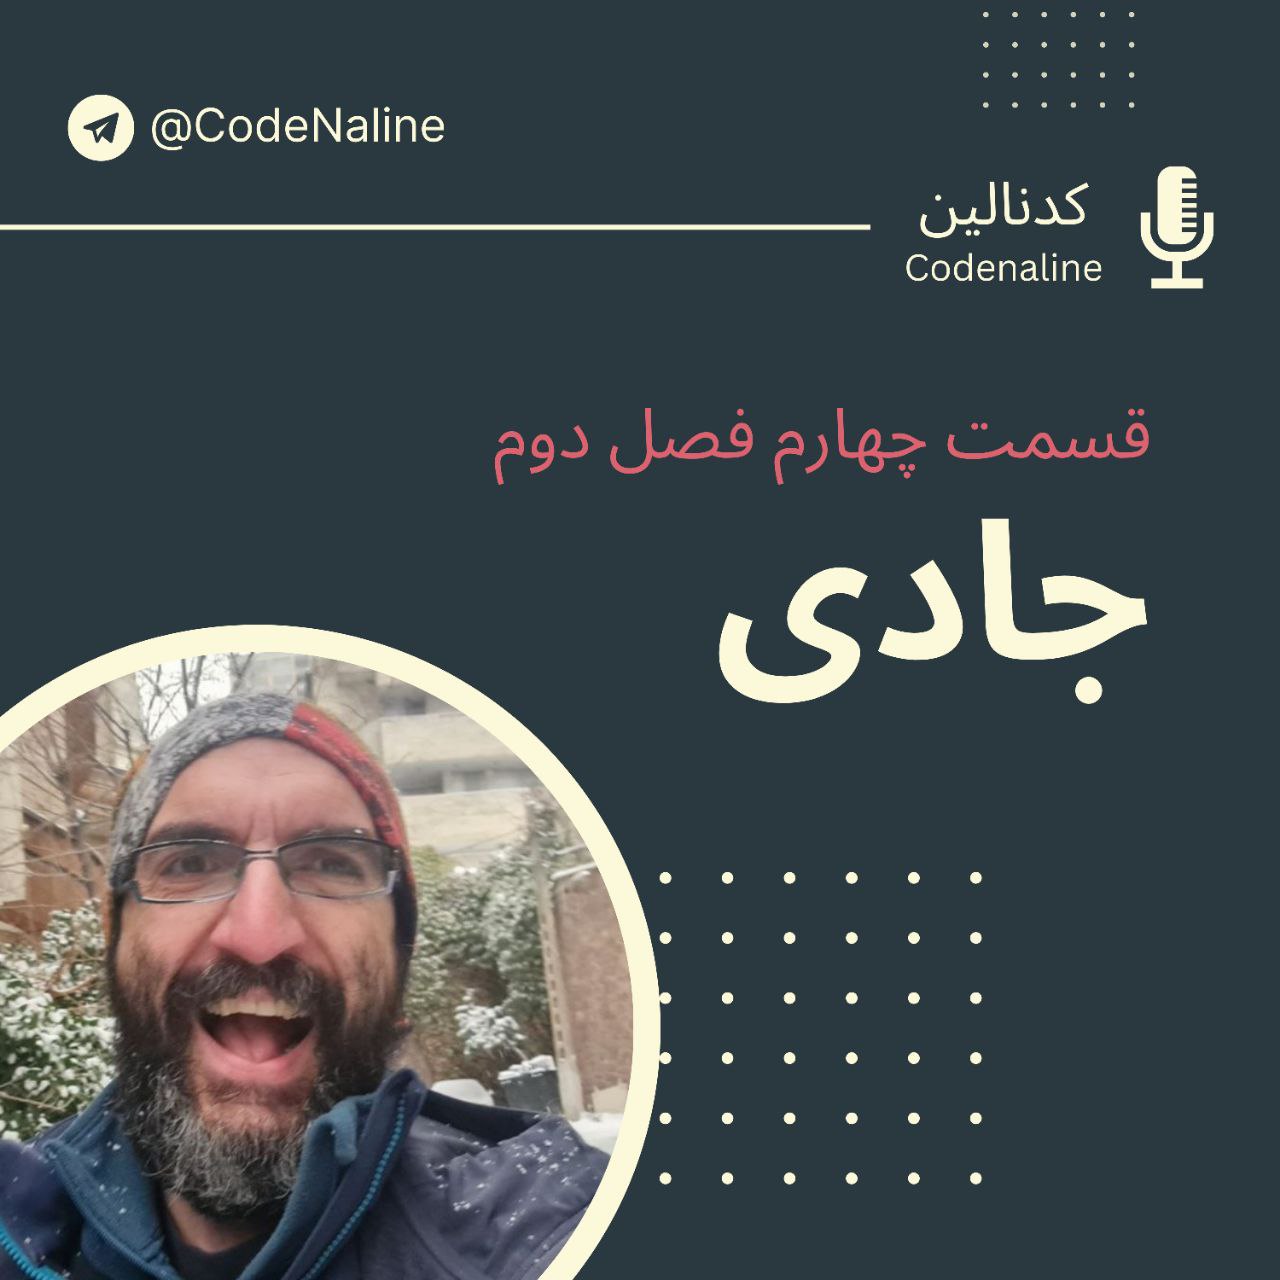 @CodeNaline
کدنالین
Codenaline
قسمت چهارم فصل دوم
جادی